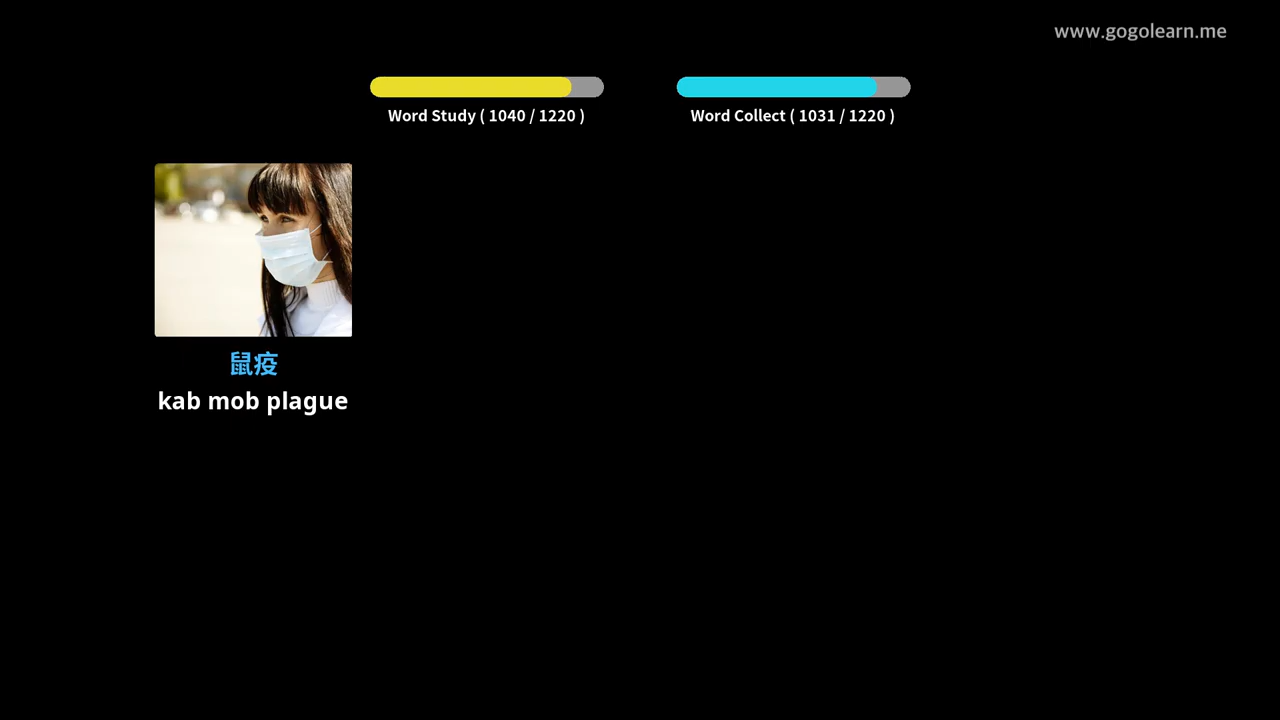 www.gogolearn.me
Word Study ( 1040 / 1220 )
Word Collect ( 1031 / 1220 )
鼠疫
kab mob plague